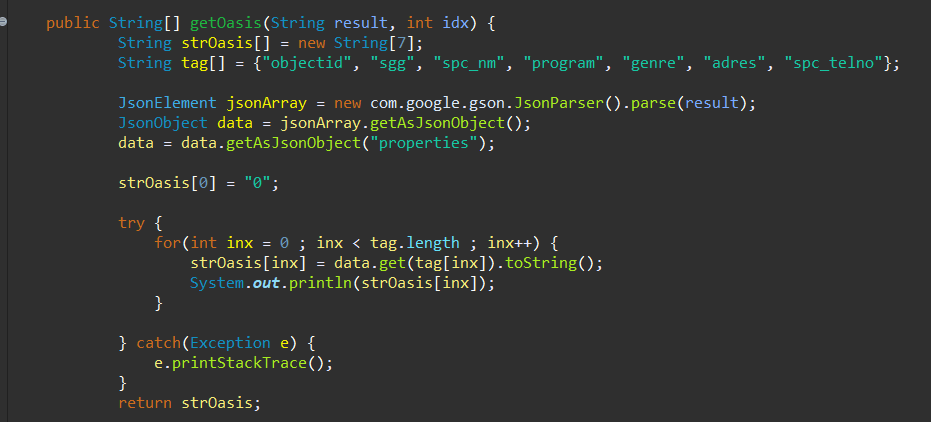 public String[] getOasis(String result, int idx) {
String strOasis[] = new String[7];
String tag[] = {"objectid", "sgg", "spc_nm", "program", "genre", "adres", "spc_telno"};
JsonElement jsonArray = new com.google.gson.JsonParser().parse(result);
JsonObject data = jsonArray.getAsJsonObject();
data = data.getAsJsonObject("properties");
strOasis[0] = "0";
try {
for(int inx = 0 ; inx < tag.length ; inx++) {
strOasis[inx] = data.get(tag[inx]).toString();
System.out.println(strOasis[inx]);
}
} catch(Exception e) {
e.printStackTrace();
}
return strOasis;